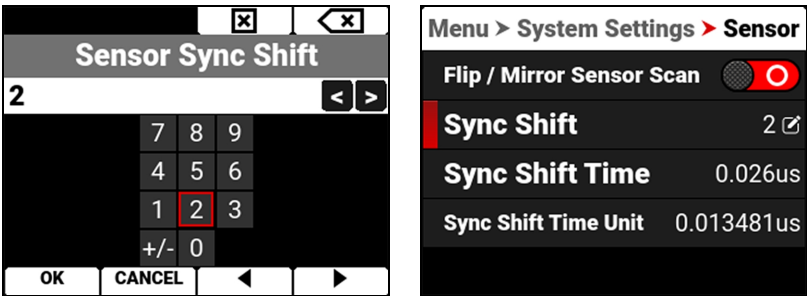 Sensor Sync Shift
2 < >
7 8 9
4 5 6
1 2 3
+/- 0
OK CANCEL
Menu > System Settings > Sensor
Flip / Mirror Sensor Scan
Sync Shift 2
Sync Shift Time 0.026us
Sync Shift Time Unit 0.013481us